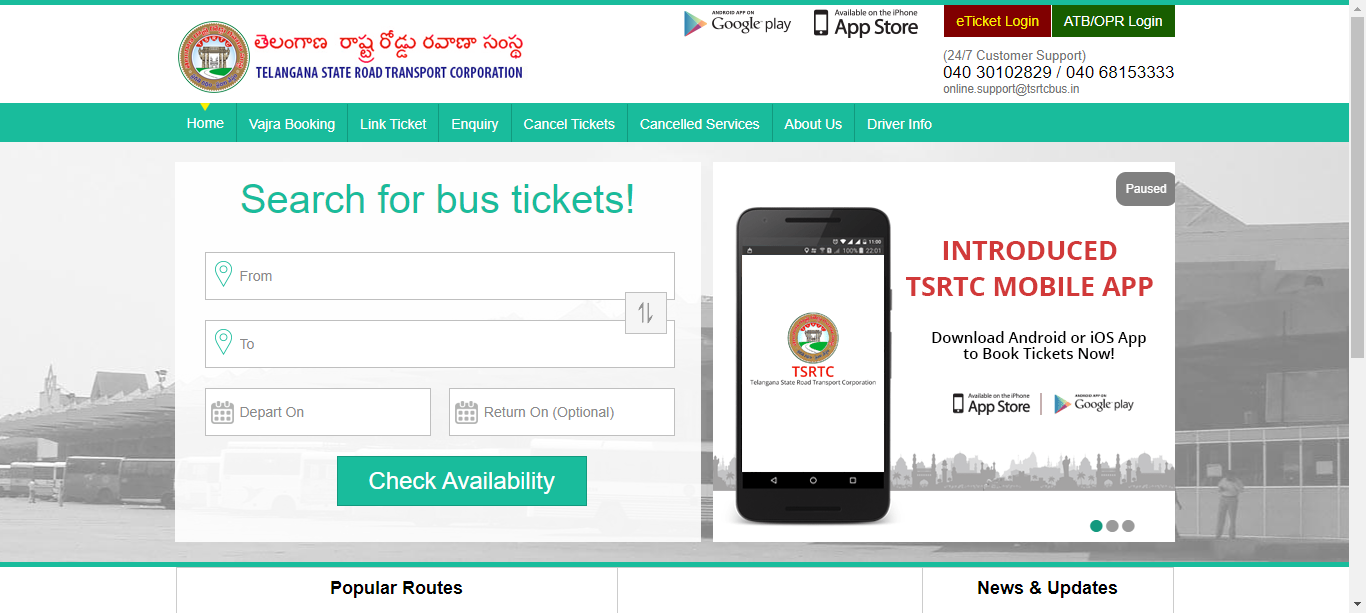 తెలంగాణ రాష్ట్ర రోడ్డు రవాణా సంస్థ
TELANGANA STATE ROAD TRANSPORT CORPORATION
ANDROID APP ON
Google play
Available on the iPhone
App Store
eTicket Login
ATB/OPR Login
(24/7 Customer Support)
040 30102829 / 040 68153333
online.support@tsrtcbus.in
Home
Vajra Booking
Link Ticket
Enquiry
Cancel Tickets
Cancelled Services
About Us
Driver Info
Search for bus tickets!
From
To
Depart On
Return On (Optional)
Check Availability
Paused
11:00
100% 22:01
TSRTC
Telangana State Road Transport Corporation
INTRODUCED
TSRTC MOBILE APP
Download Android or iOS App
to Book Tickets Now!
Available on the iPhone
App Store
ANDROID APP ON
Google play
Popular Routes
News & Updates